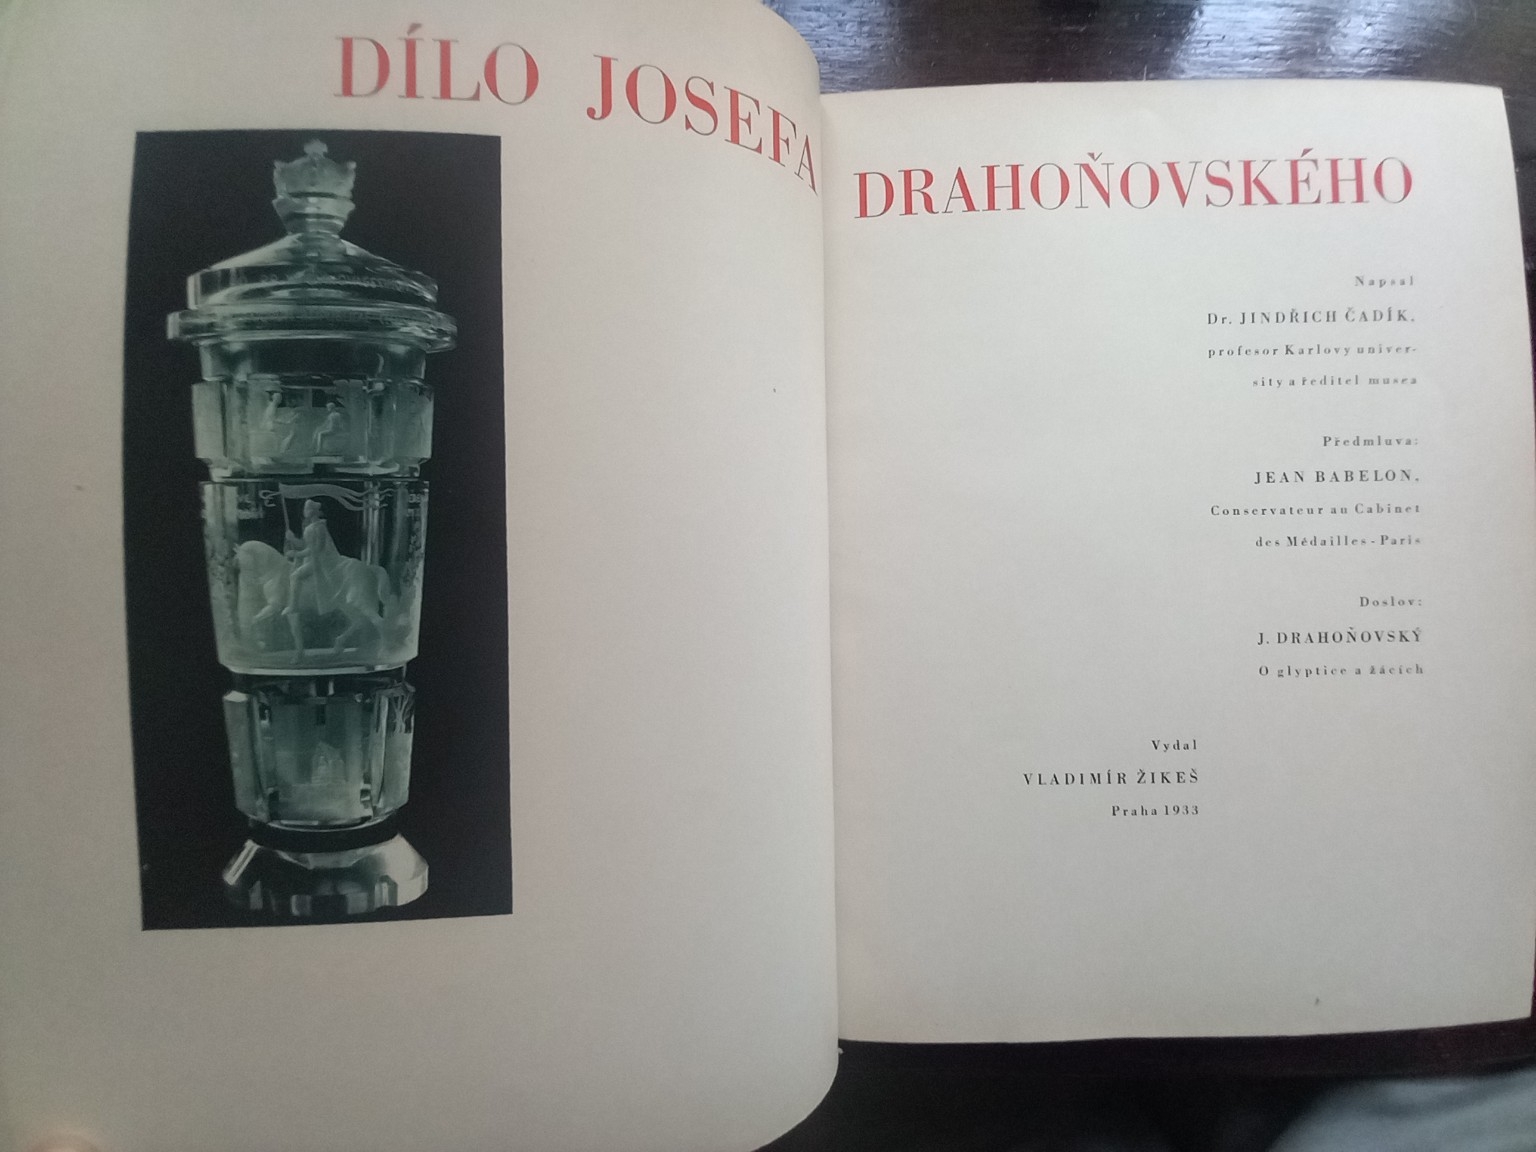 DÍLO JOSEFA DRAHOŇOVSKÉHO
Napsal
Dr. JINDŘICH ČADÍK,
profesor Karlovy univer-
sity a ředitel musea
Předmluva:
JEAN BABELON,
Conservateur au Cabinet
des Médailles - Paris
Doslov:
J. DRAHOŇOVSKÝ
O glyptice a žácích
Vydal
VLADIMÍR ŽIKEŠ
Praha 1933